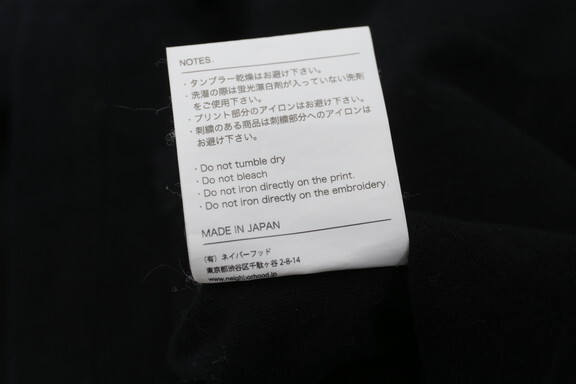 NOTES.
・タンブラー乾燥はお避け下さい。
・洗濯の際は蛍光漂白剤が入っていない洗剤
をご使用下さい。
・プリント部分のアイロンはお避け下さい。
・刺繍のある商品は刺繍部分へのアイロンは
お避け下さい。
・Do not tumble dry
・Do not bleach
・Do not iron directly on the print.
・Do not iron directly on the embroidery.
MADE IN JAPAN
(有) ネイバーフッド
東京都渋谷区千駄ヶ谷 2-8-14
www.neighborhood.jp